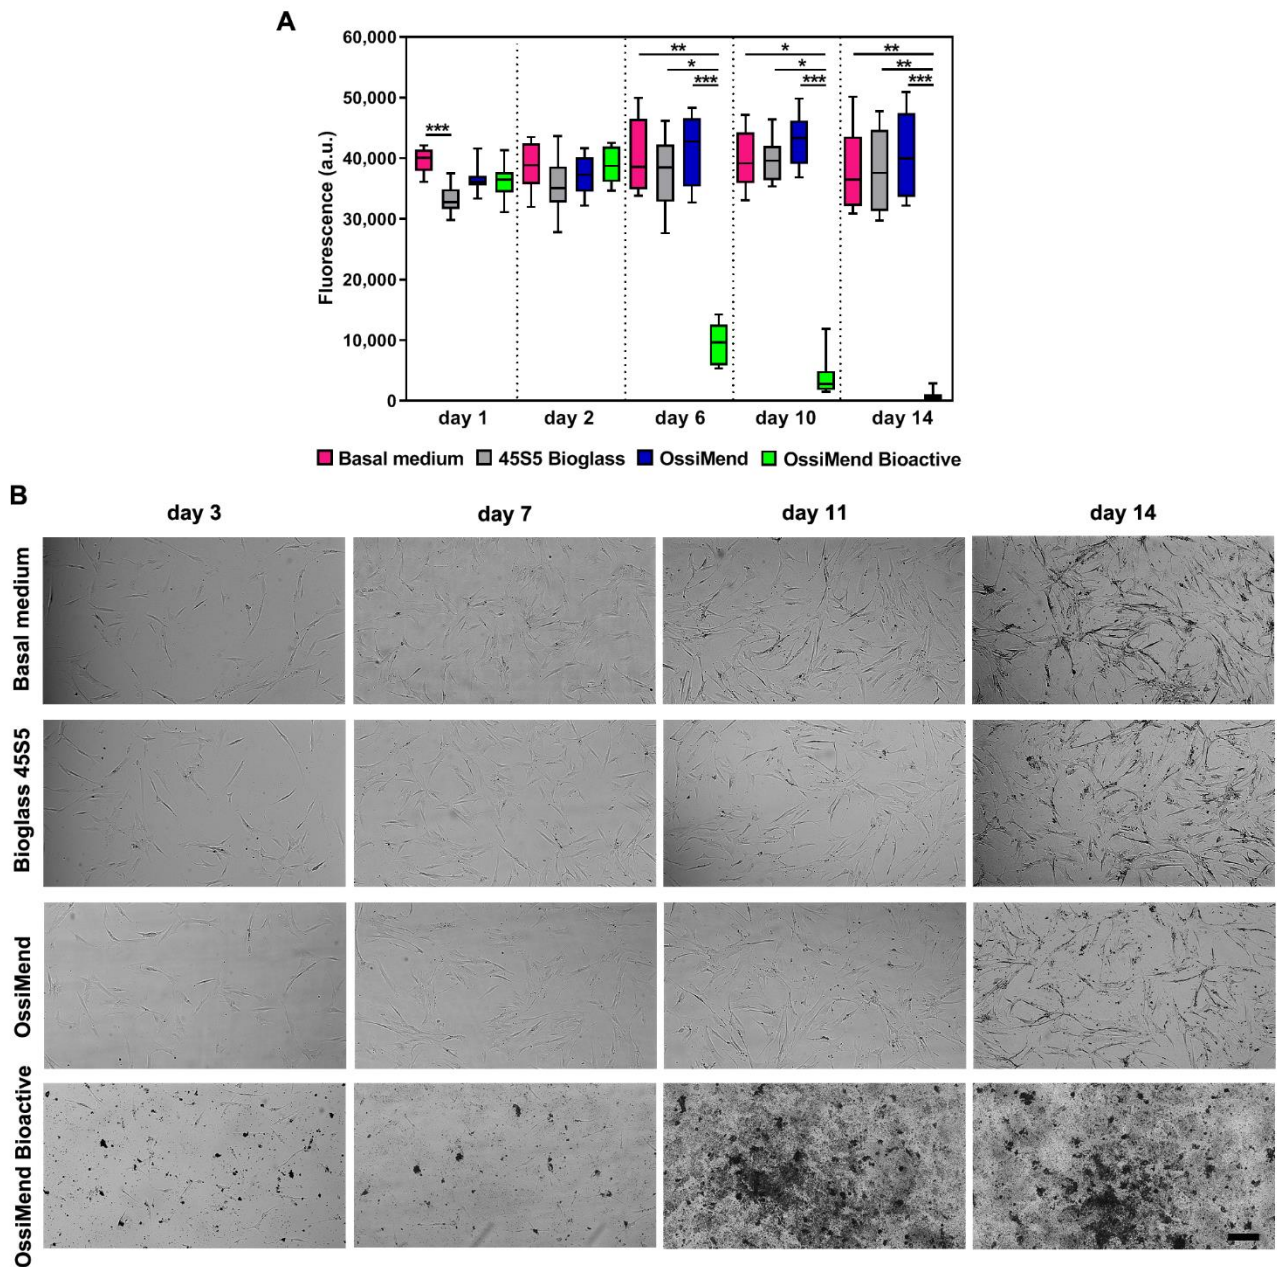 A
60,000
50,000
40,000
30,000
20,000
10,000
0
Fluorescence (a.u.)
***
** * ***
* * ***
** ** ***
day 1 day 2 day 6 day 10 day 14
Basal medium 45S5 Bioglass OssiMend OssiMend Bioactive
B
day 3 day 7 day 11 day 14
Basal medium
Bioglass 45S5
OssiMend
OssiMend Bioactive